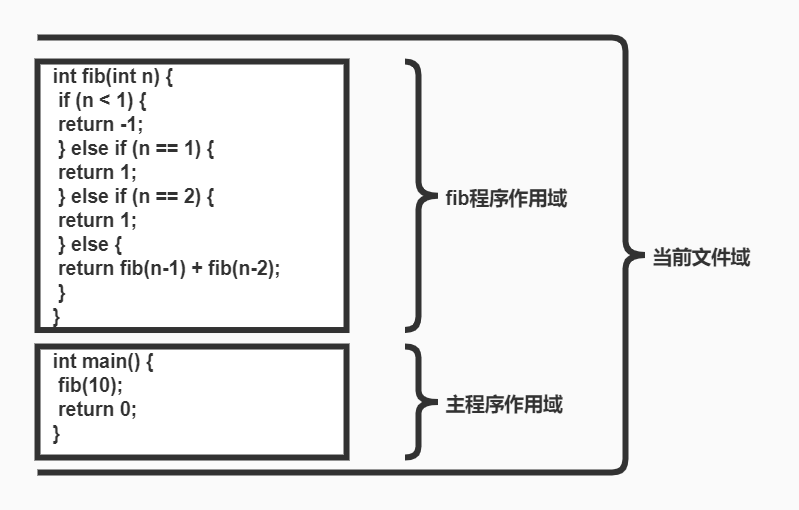 int fib(int n) {
if (n < 1) {
return -1;
} else if (n == 1) {
return 1;
} else if (n == 2) {
return 1;
} else {
return fib(n-1) + fib(n-2);
}
}
fib程序作用域
当前文件域
int main() {
fib(10);
return 0;
}
主程序作用域